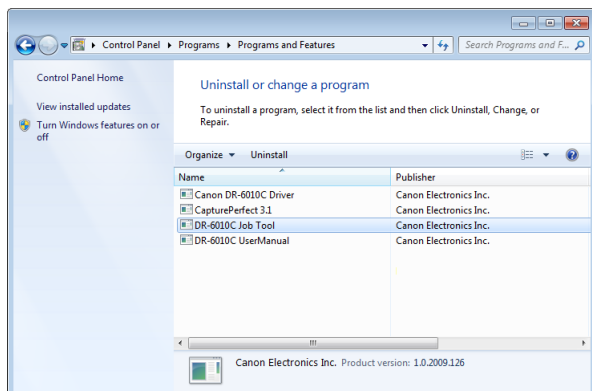 Control Panel Programs Programs and Features Search Programs and F...
Control Panel Home
View installed updates
Turn Windows features on or
off
Uninstall or change a program
To uninstall a program, select it from the list and then click Uninstall, Change, or
Repair.
Organize Uninstall
Name Publisher
Canon DR-6010C Driver Canon Electronics Inc.
CapturePerfect 3.1 Canon Electronics Inc.
DR-6010C Job Tool Canon Electronics Inc.
DR-6010C UserManual Canon Electronics Inc.
Canon Electronics Inc. Product version: 1.0.2009.126